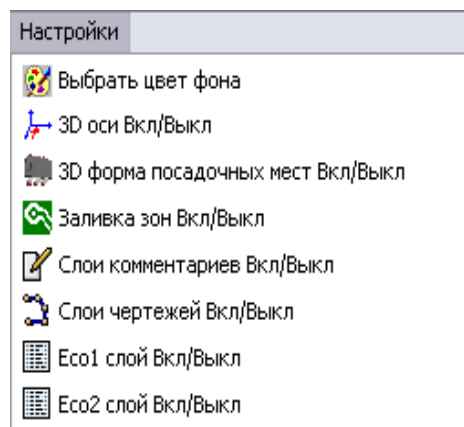 Настройки
Выбрать цвет фона
3D оси Вкл/Выкл
3D форма посадочных мест Вкл/Выкл
Заливка зон Вкл/Выкл
Слои комментариев Вкл/Выкл
Слои чертежей Вкл/Выкл
Eco1 слой Вкл/Выкл
Eco2 слой Вкл/Выкл